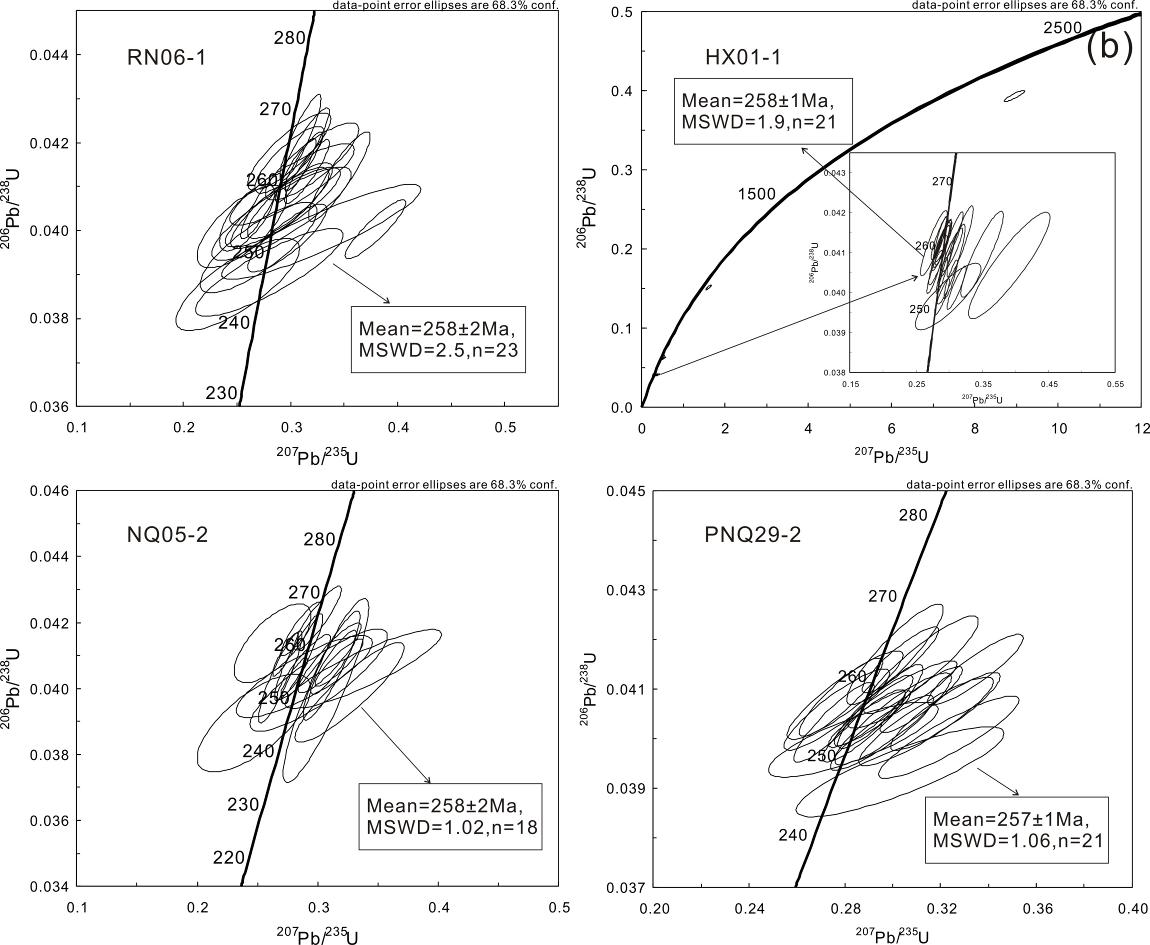 data-point error ellipses are 68.3% conf.
RN06-1
280
270
260
250
240
230
Mean=258±2Ma,
MSWD=2.5,n=23
0.044
0.042
0.040
0.038
0.036
0.1 0.2 0.3 0.4 0.5
206Pb/238U
207Pb/235U
data-point error ellipses are 68.3% conf.
(b)
HX01-1
2500
1500
Mean=258±1Ma,
MSWD=1.9,n=21
0.5
0.4
0.3
0.2
0.1
0.0
0 2 4 6 8 10 12
206Pb/238U
207Pb/235U
270
260
250
0.043
0.042
0.041
0.040
0.039
0.038
0.15 0.25 0.35 0.45 0.55
206Pb/238U
207Pb/235U
data-point error ellipses are 68.3% conf.
NQ05-2
280
270
260
250
240
230
220
Mean=258±2Ma,
MSWD=1.02,n=18
0.046
0.044
0.042
0.040
0.038
0.036
0.034
0.1 0.2 0.3 0.4 0.5
206Pb/238U
207Pb/235U
data-point error ellipses are 68.3% conf.
PNQ29-2
280
270
260
250
240
Mean=257±1Ma,
MSWD=1.06,n=21
0.045
0.043
0.041
0.039
0.037
0.20 0.24 0.28 0.32 0.36 0.40
206Pb/238U
207Pb/235U